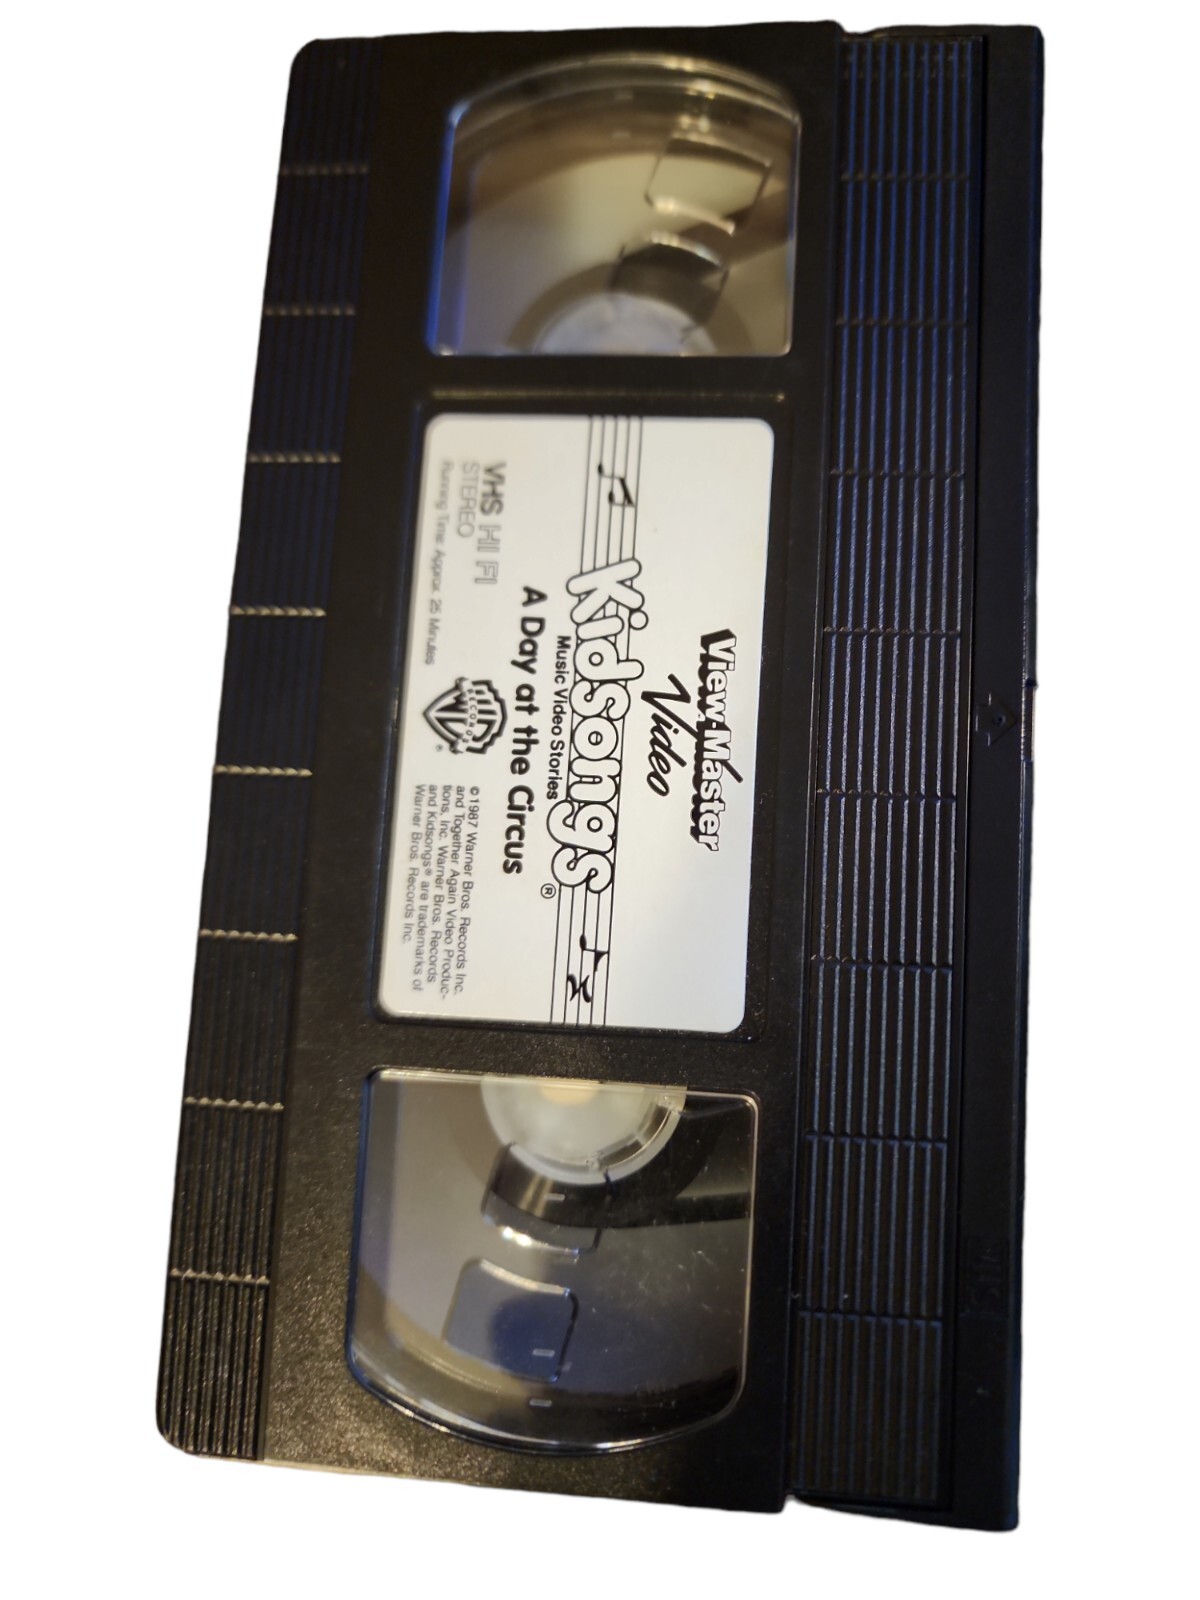 View-Master
Video
Kidsongs®
Music Video Stories
A Day at the Circus
VHS HI FI
STEREO
Running Time: Approx. 25 Minutes
RECORDS
®
©1987 Warner Bros. Records Inc.
and Together Again Video Produc-
tions, Inc. Warner Bros. Records
and Kidsongs® are trademarks of
Warner Bros. Records Inc.